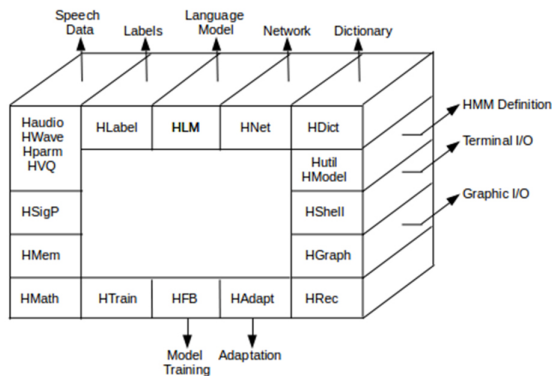 Speech
Data
Labels
Language
Model
Network
Dictionary
Haudio
HWave
Hparm
HVQ
HLabel
HLM
HNet
HDict
HMM Definition
Hutil
HModel
Terminal I/O
HSigP
HShell
Graphic I/O
HMem
HGraph
HMath
HTrain
HFB
HAdapt
HRec
Model
Training
Adaptation